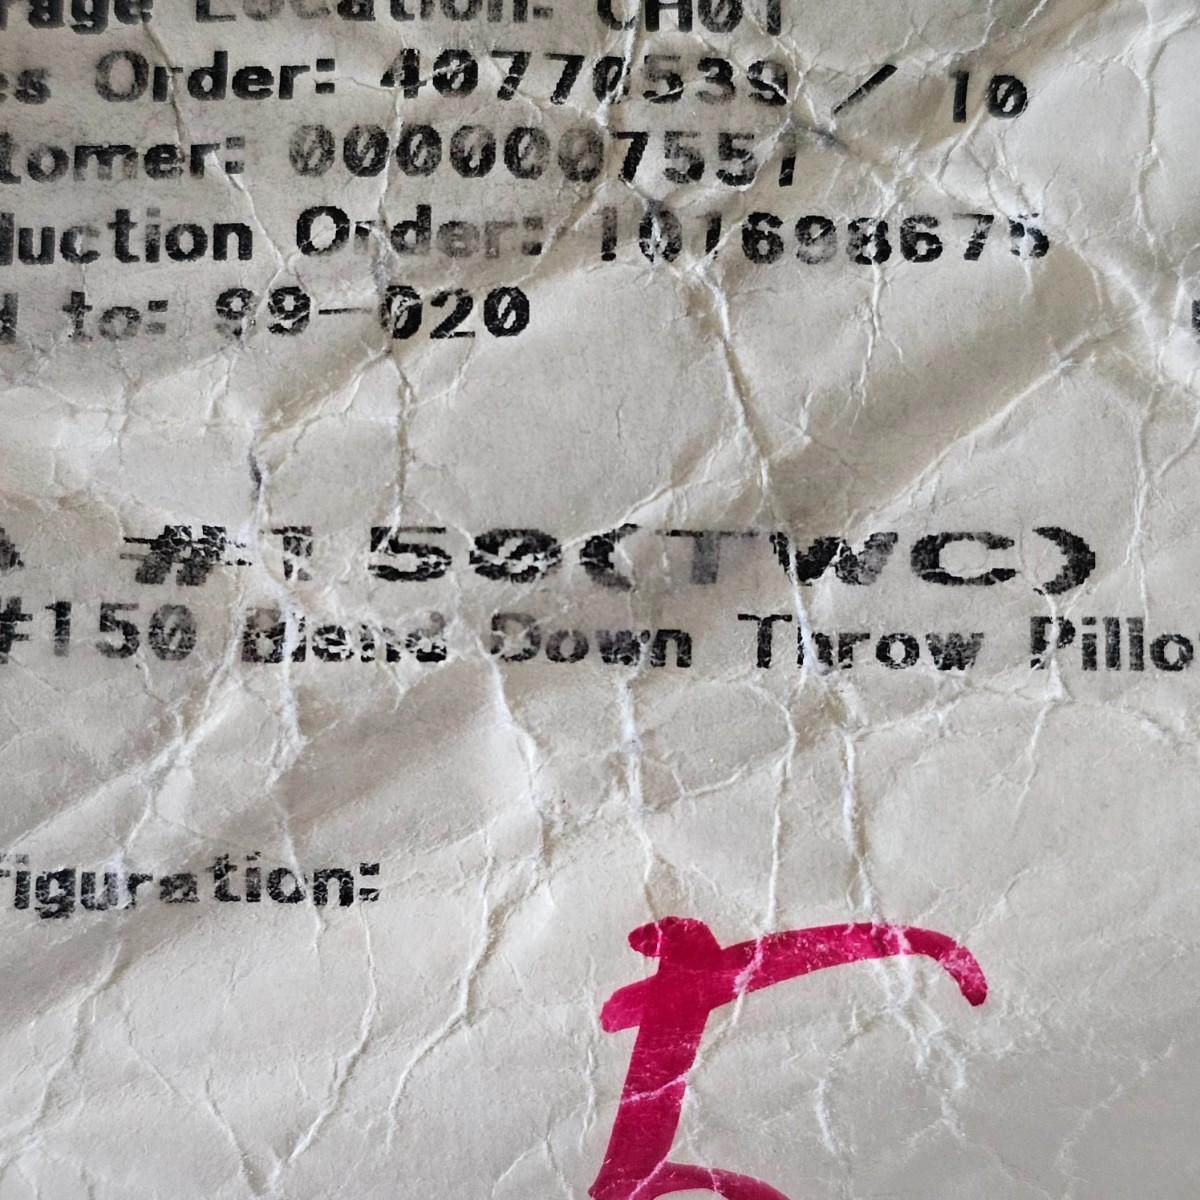 rage Location: CH01
es Order: 40770539 / 10
tomer: 0000007551
duction Order: 101698675
d to: 99-020
#150(TWC)
#150 Blend Down Throw Pillo
figuration: